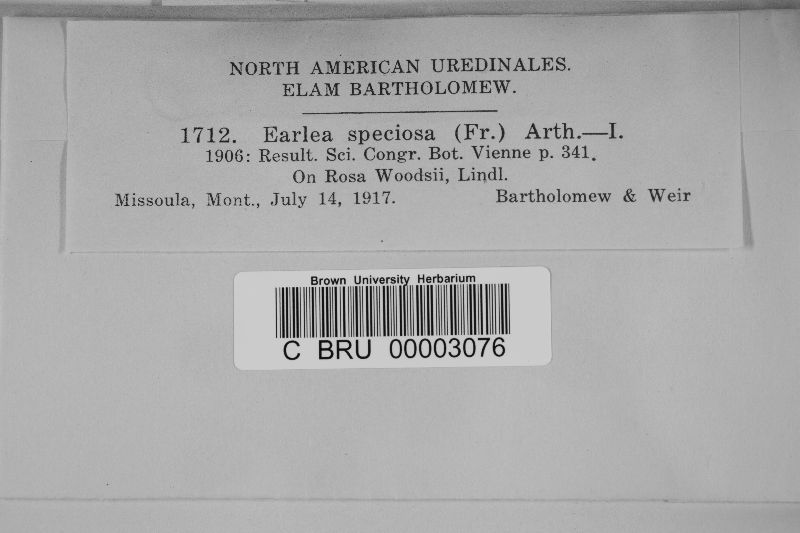 NORTH AMERICAN UREDINALES.
ELAM BARTHOLOMEW.
1712. Earlea speciosa (Fr.) Arth.—I.
1906: Result. Sci. Congr. Bot. Vienne p. 341.
On Rosa Woodsii, Lindl.
Missoula, Mont., July 14, 1917. Bartholomew & Weir
Brown University Herbarium
C BRU 00003076